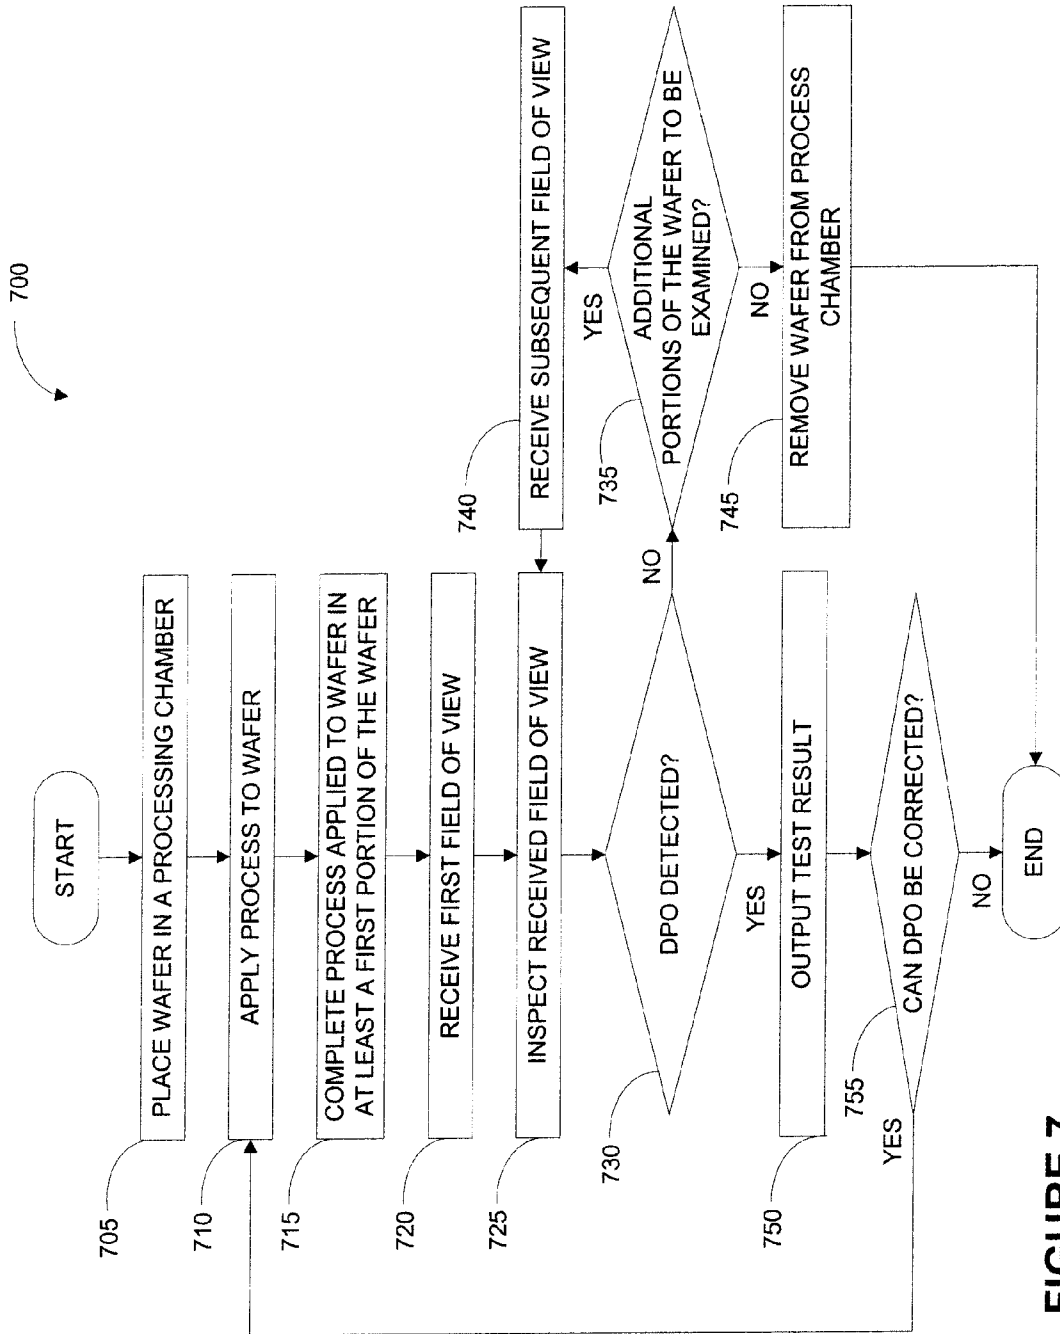 700
START
705
PLACE WAFER IN A PROCESSING CHAMBER
710
APPLY PROCESS TO WAFER
715
COMPLETE PROCESS APPLIED TO WAFER IN
AT LEAST A FIRST PORTION OF THE WAFER
720
RECEIVE FIRST FIELD OF VIEW
725
INSPECT RECEIVED FIELD OF VIEW
740
RECEIVE SUBSEQUENT FIELD OF VIEW
730
DPO DETECTED?
NO
YES
735
ADDITIONAL
PORTIONS OF THE WAFER TO BE
EXAMINED?
YES
NO
745
REMOVE WAFER FROM PROCESS
CHAMBER
750
OUTPUT TEST RESULT
755
CAN DPO BE CORRECTED?
YES
NO
END
FIGURE 7